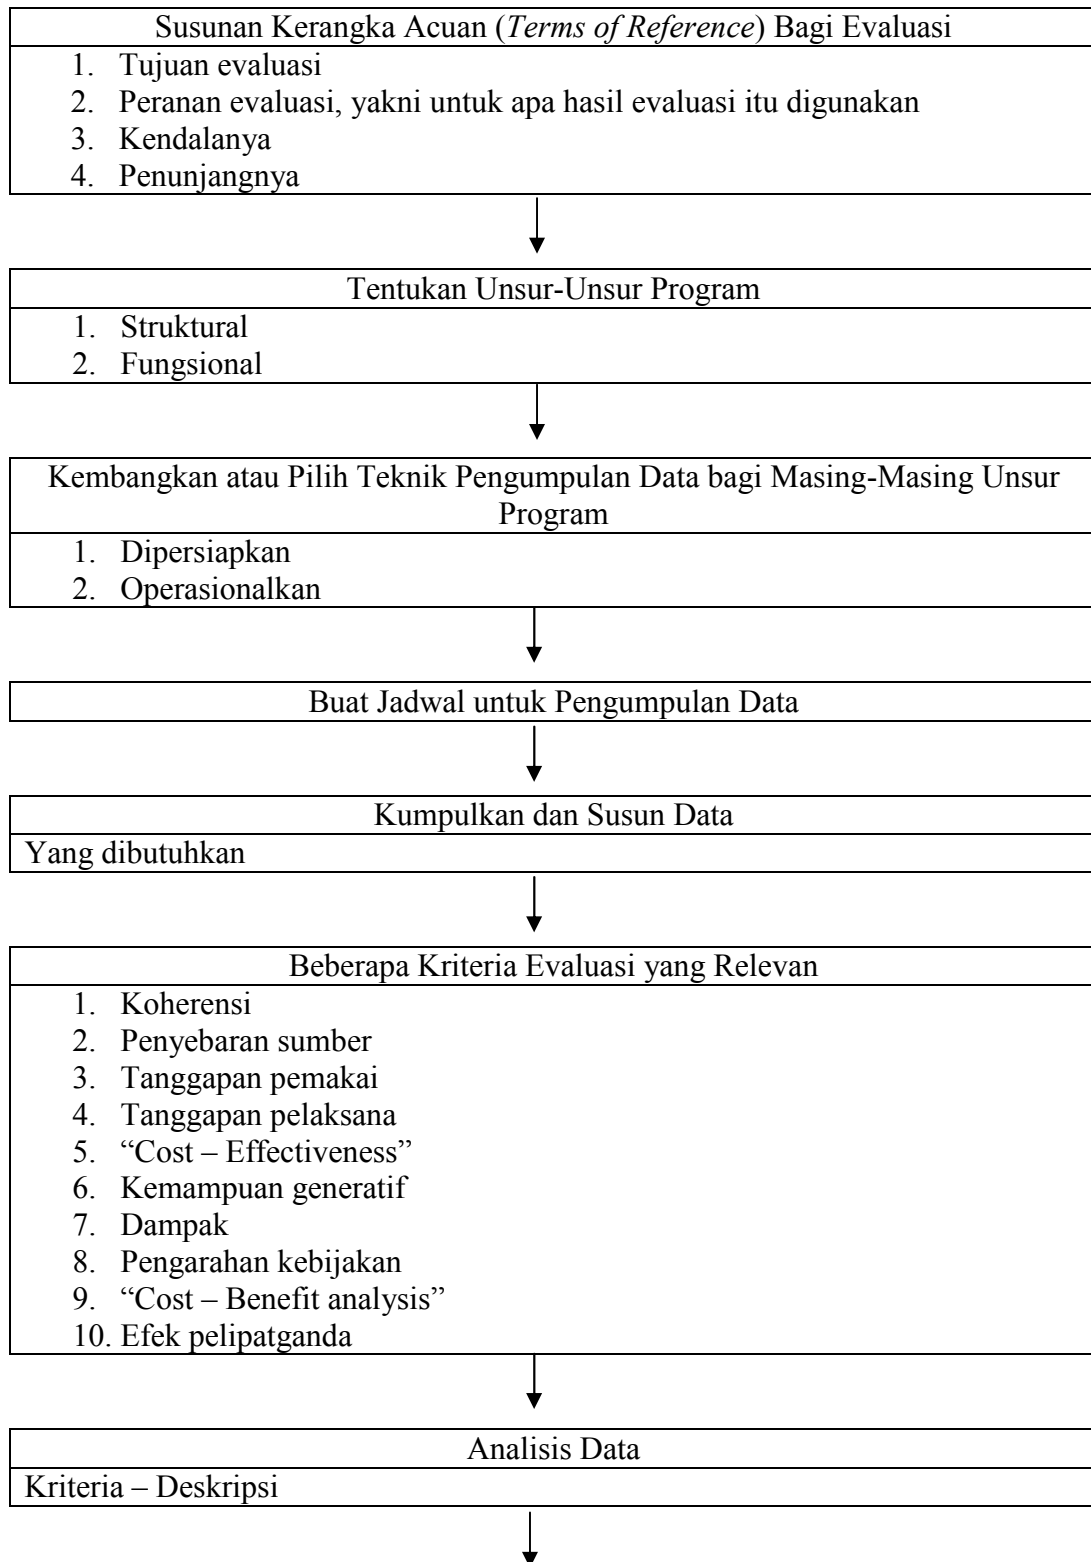 Susunan Kerangka Acuan (Terms of Reference) Bagi Evaluasi
1. Tujuan evaluasi
2. Peranan evaluasi, yakni untuk apa hasil evaluasi itu digunakan
3. Kendalanya
4. Penunjangnya
Tentukan Unsur-Unsur Program
1. Struktural
2. Fungsional
Kembangkan atau Pilih Teknik Pengumpulan Data bagi Masing-Masing Unsur
Program
1. Dipersiapkan
2. Operasionalkan
Buat Jadwal untuk Pengumpulan Data
Kumpulkan dan Susun Data
Yang dibutuhkan
Beberapa Kriteria Evaluasi yang Relevan
1. Koherensi
2. Penyebaran sumber
3. Tanggapan pemakai
4. Tanggapan pelaksana
5. “Cost – Effectiveness”
6. Kemampuan generatif
7. Dampak
8. Pengarahan kebijakan
9. “Cost – Benefit analysis”
10. Efek pelipatganda
Analisis Data
Kriteria – Deskripsi